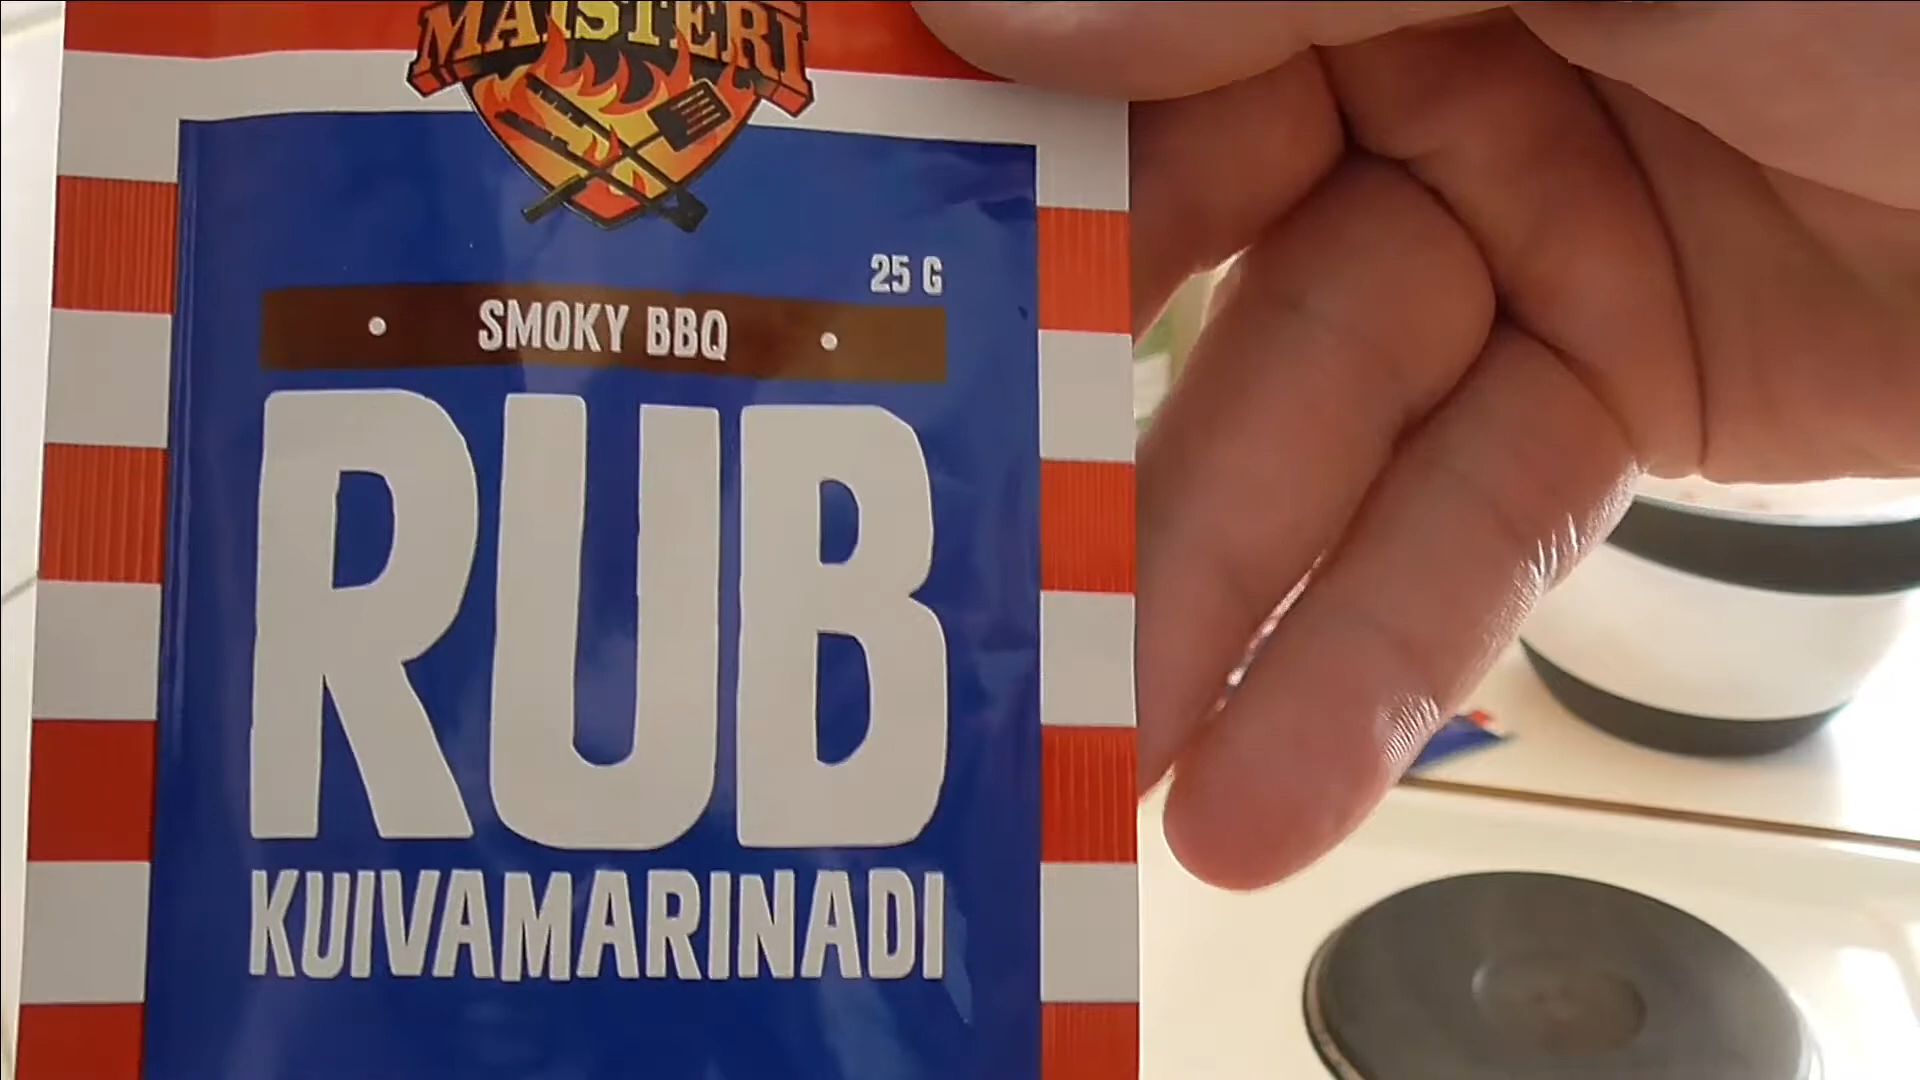 MAISTERI
25 G
• SMOKY BBQ •
RUB
KUIVAMARINADI